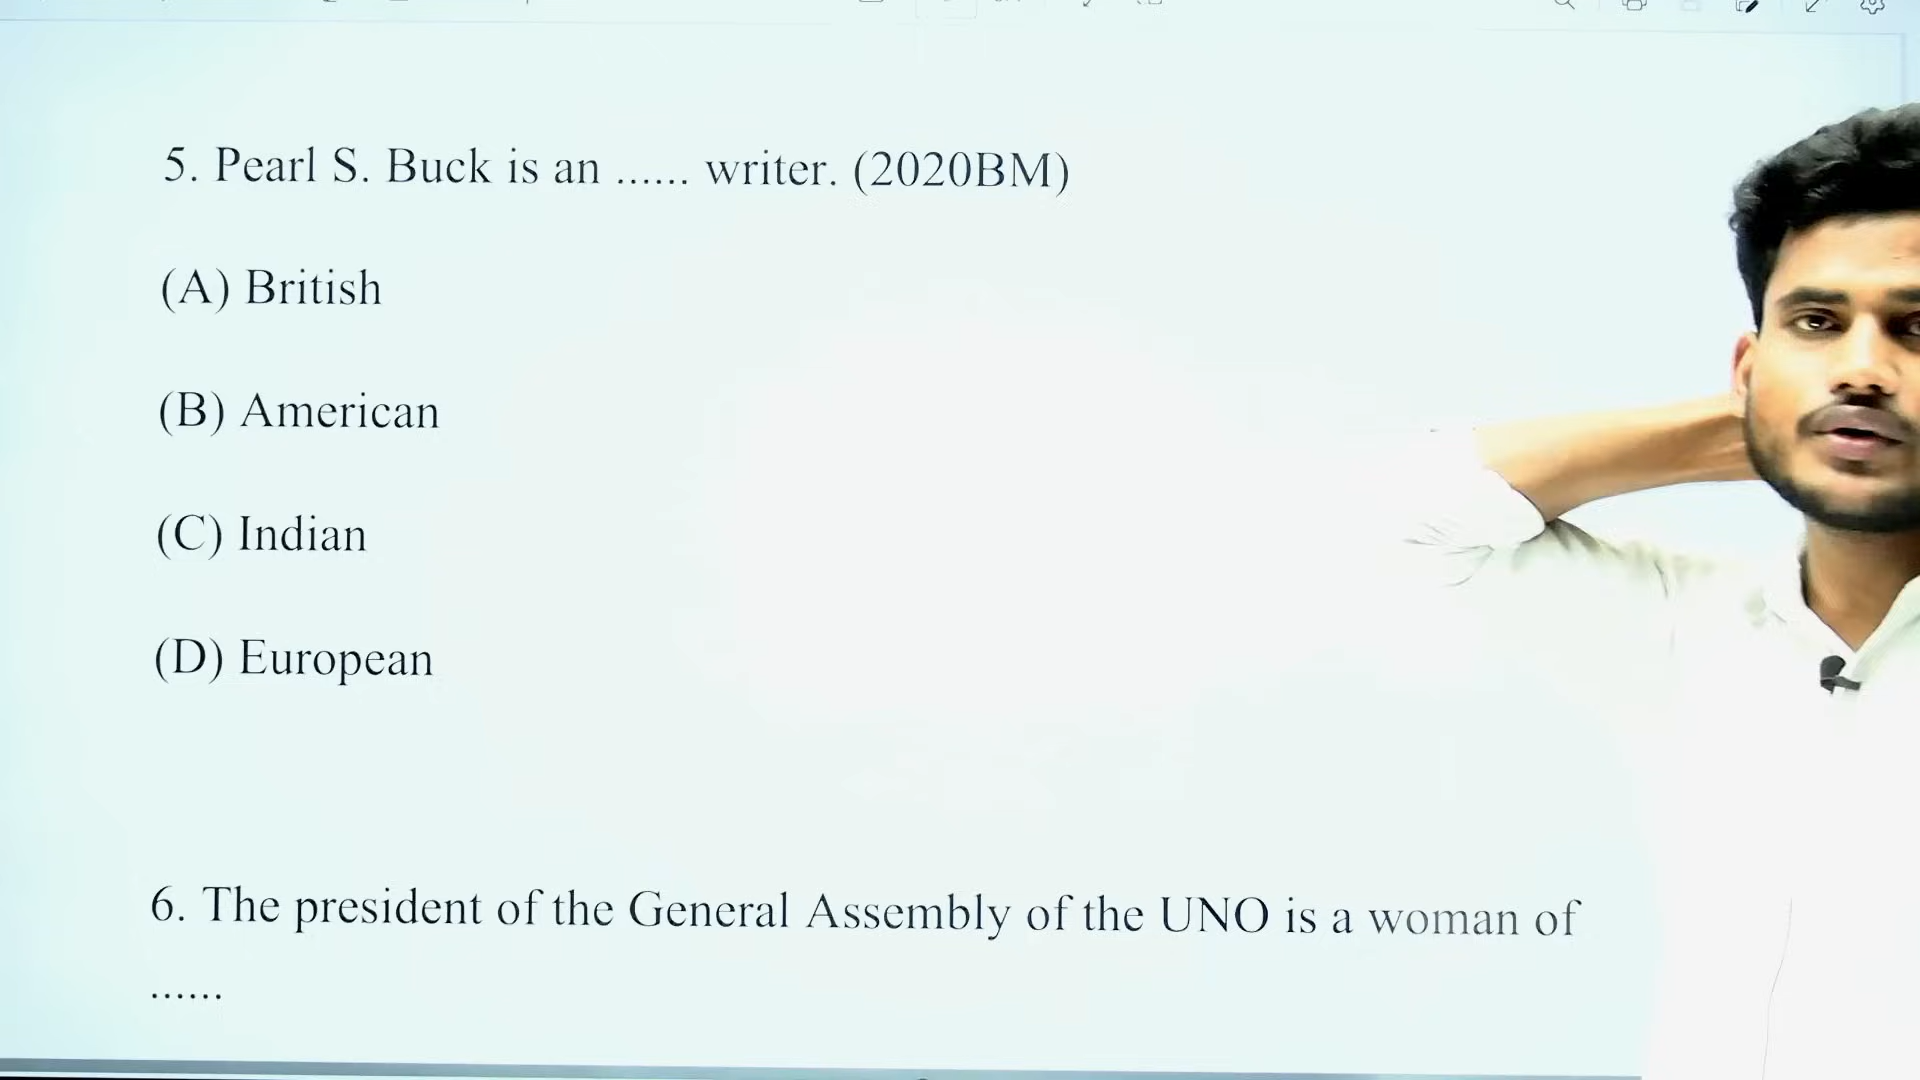 5. Pearl S. Buck is an ...... writer. (2020BM)
(A) British
(B) American
(C) Indian
(D) European
6. The president of the General Assembly of the UNO is a woman of
......